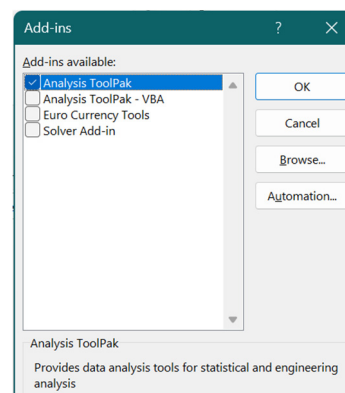 Add-ins ? ×
Add-ins available:
Analysis ToolPak
Analysis ToolPak - VBA
Euro Currency Tools
Solver Add-in
OK
Cancel
Browse...
Automation...
Analysis ToolPak
Provides data analysis tools for statistical and engineering
analysis